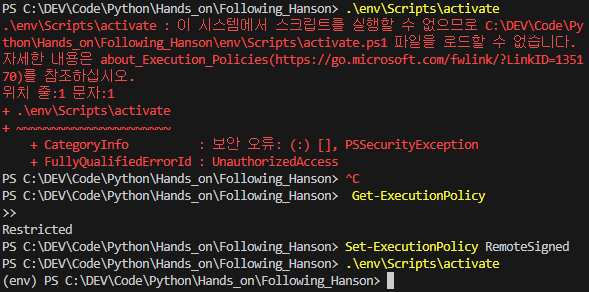 PS C:\DEV\Code\Python\Hands_on\Following_Hanson> .\env\Scripts\activate
.\env\Scripts\activate : 이 시스템에서 스크립트를 실행할 수 없으므로 C:\DEV\Code\Py
thon\Hands_on\Following_Hanson\env\Scripts\activate.ps1 파일을 로드할 수 없습니다.
자세한 내용은 about_Execution_Policies(https://go.microsoft.com/fwlink/?LinkID=1351
70)를 참조하십시오.
위치 줄:1 문자:1
+ .\env\Scripts\activate
+ ~~~~~~~~~~~~~~~~~~~~~~
    + CategoryInfo          : 보안 오류: (:) [], PSSecurityException
    + FullyQualifiedErrorId : UnauthorizedAccess
PS C:\DEV\Code\Python\Hands_on\Following_Hanson> ^C
PS C:\DEV\Code\Python\Hands_on\Following_Hanson>  Get-ExecutionPolicy
>>
Restricted
PS C:\DEV\Code\Python\Hands_on\Following_Hanson> Set-ExecutionPolicy RemoteSigned
PS C:\DEV\Code\Python\Hands_on\Following_Hanson> .\env\Scripts\activate
(env) PS C:\DEV\Code\Python\Hands_on\Following_Hanson>